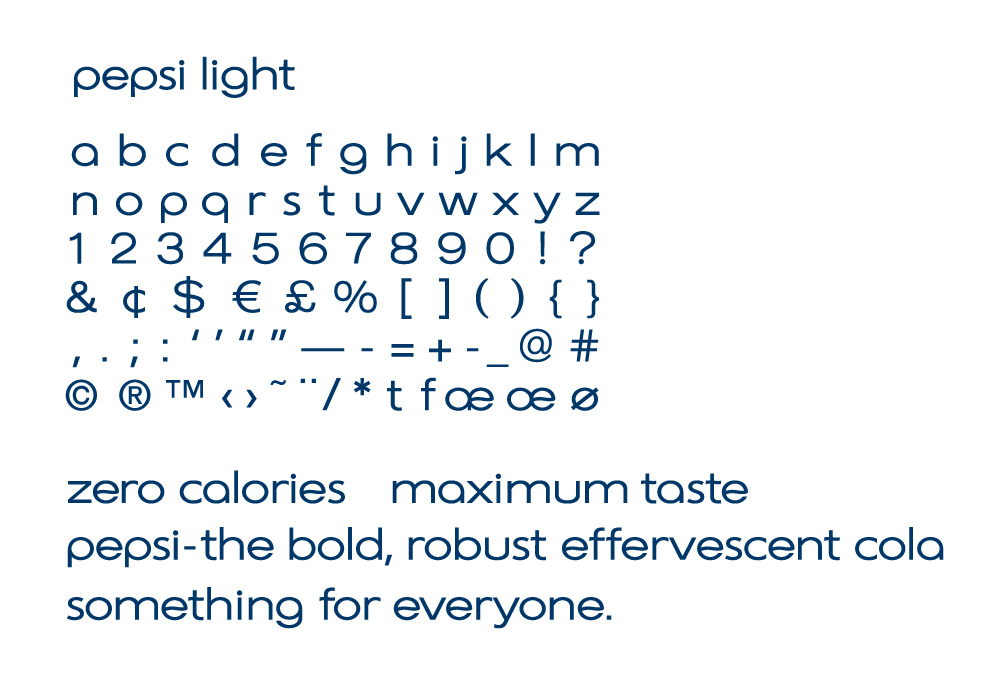 pepsi light
a b c d e f g h i j k l m
n o p q r s t u v w x y z
1 2 3 4 5 6 7 8 9 0 ! ?
& ¢ $ € £ % [ ] ( ) { }
, . ; : ‘ ’ “ ” — - = + - _ @ #
© ® ™ ‹ › ~ ¨ / * t f œ œ ø
zero calories maximum taste
pepsi-the bold, robust effervescent cola
something for everyone.